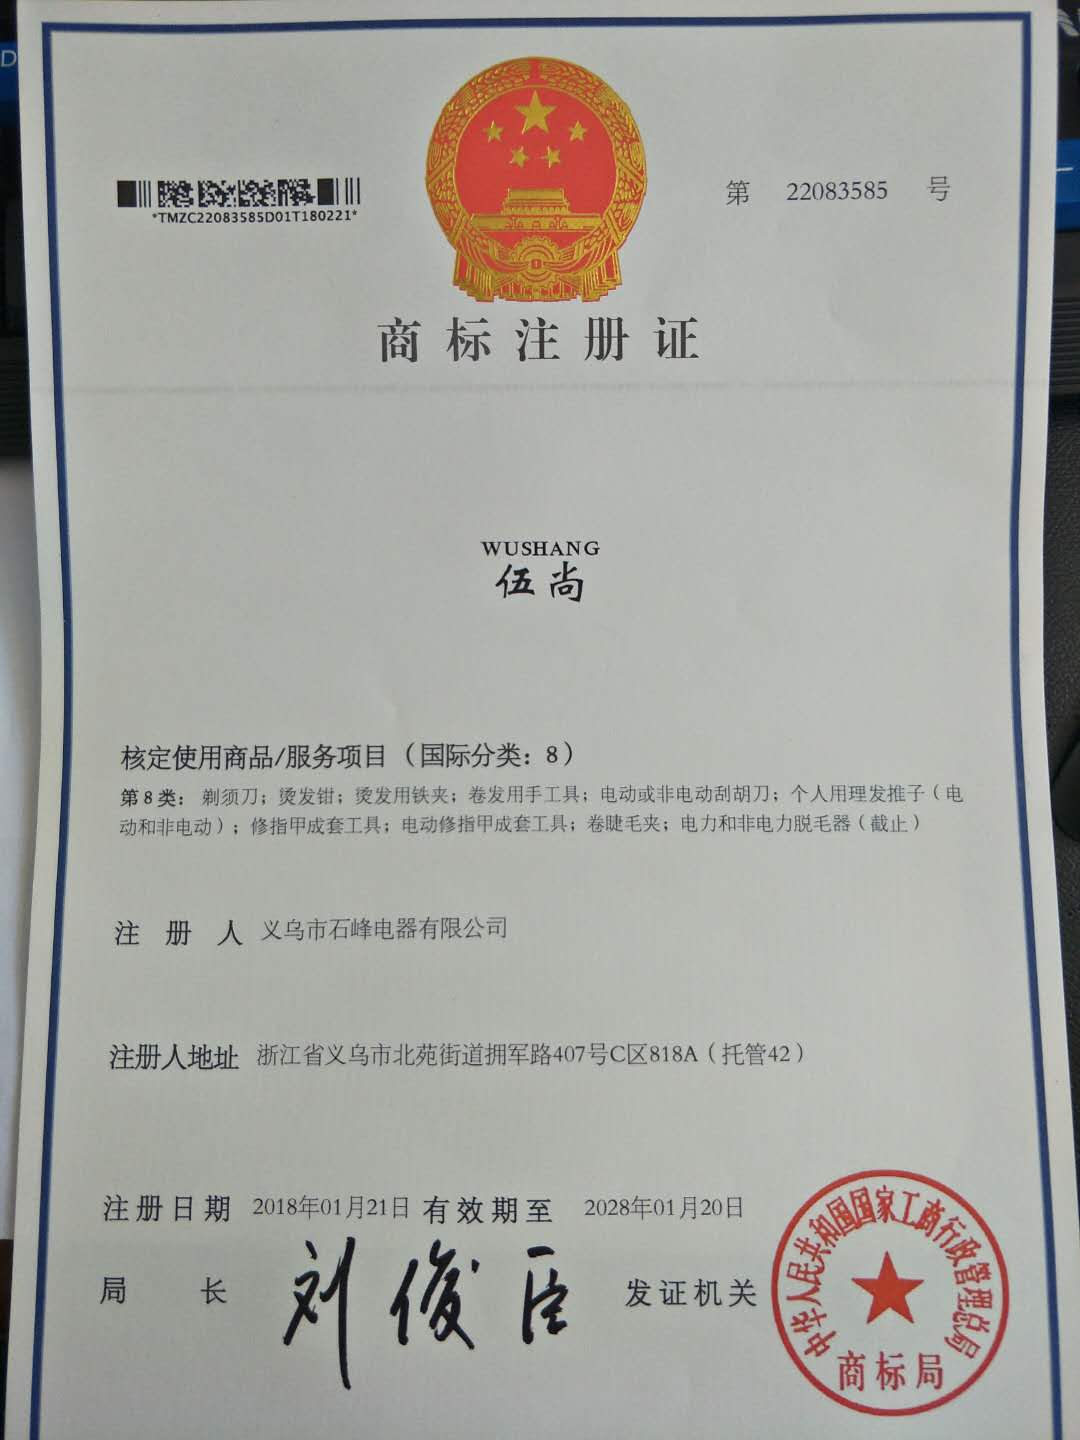 *TMZC22083585D01T180221*
第 22083585 号
商标注册证
WUSHANG
伍尚
核定使用商品/服务项目（国际分类：8）
第8类：剃须刀；烫发钳；烫发用铁夹；卷发用手工具；电动或非电动刮胡刀；个人用理发推子（电
动和非电动）；修指甲成套工具；电动修指甲成套工具；卷睫毛夹；电力和非电力脱毛器（截止）
注册人 义乌市石峰电器有限公司
注册人地址 浙江省义乌市北苑街道拥军路407号C区818A（托管42）
注册日期 2018年01月21日 有效期至 2028年01月20日
局长 刘俊臣 发证机关
中华人民共和国国家工商行政管理总局
商标局